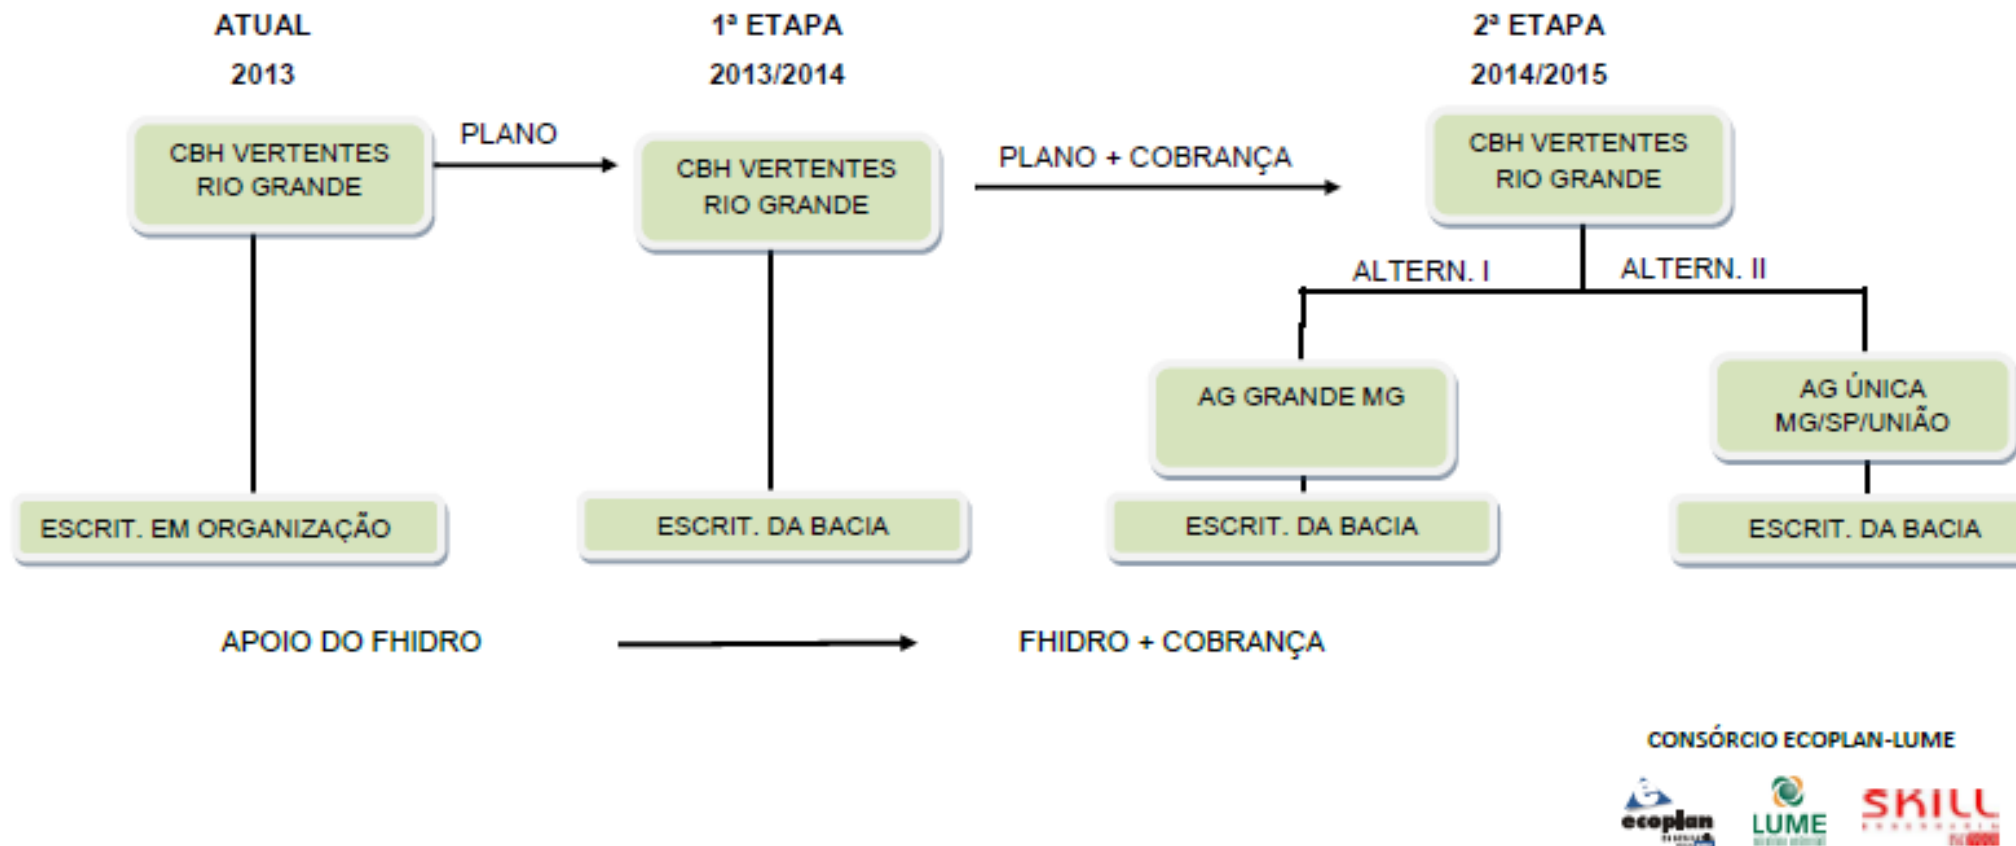 ATUAL
2013
1ª ETAPA
2013/2014
2ª ETAPA
2014/2015
CBH VERTENTES
RIO GRANDE
PLANO
CBH VERTENTES
RIO GRANDE
PLANO + COBRANÇA
CBH VERTENTES
RIO GRANDE
ALTERN. I
ALTERN. II
AG GRANDE MG
AG ÚNICA
MG/SP/UNIÃO
ESCRIT. EM ORGANIZAÇÃO
ESCRIT. DA BACIA
ESCRIT. DA BACIA
ESCRIT. DA BACIA
APOIO DO FHIDRO
FHIDRO + COBRANÇA
CONSÓRCIO ECOPLAN-LUME
ecoplan
LUME
SKILL